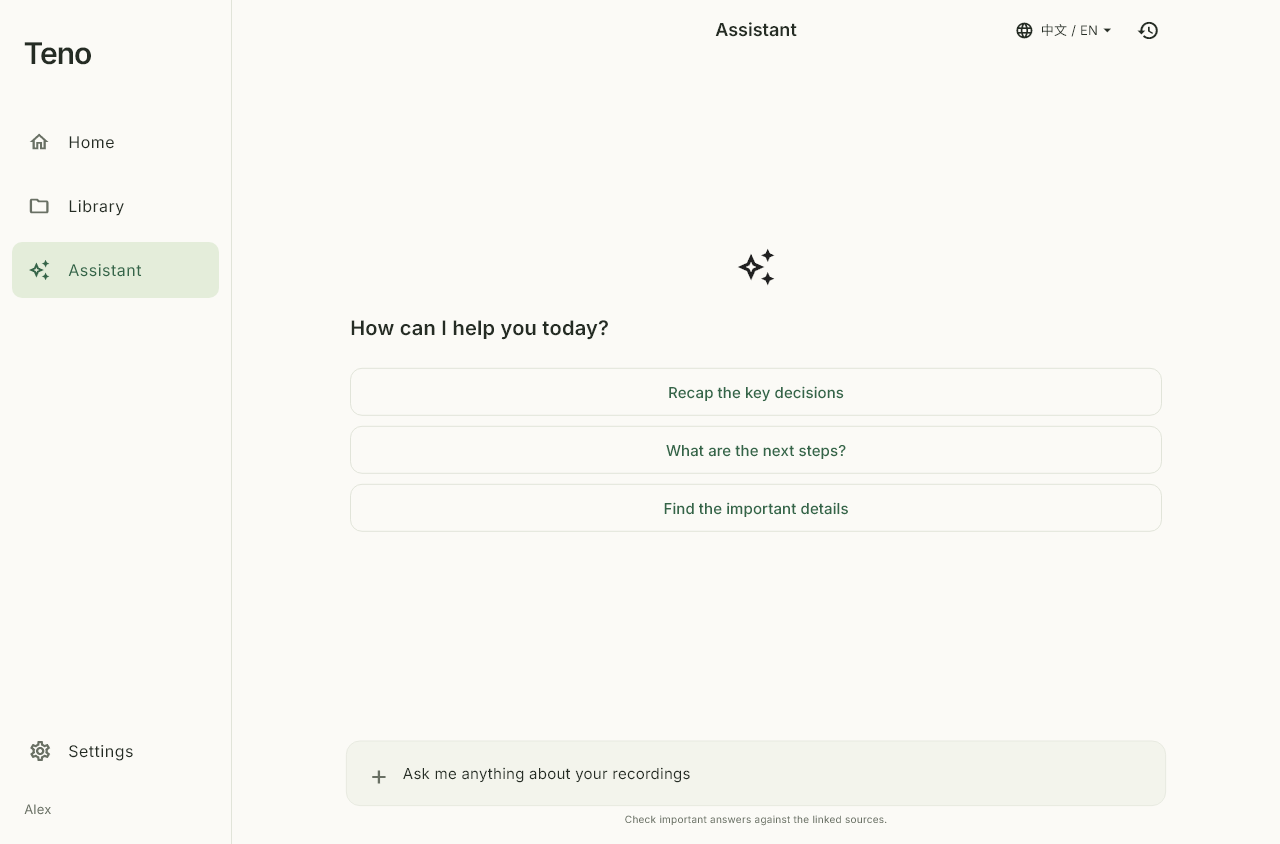 Teno
Home
Library
Assistant
Settings
Alex
Assistant
中文 / EN
How can I help you today?
Recap the key decisions
What are the next steps?
Find the important details
Ask me anything about your recordings
Check important answers against the linked sources.